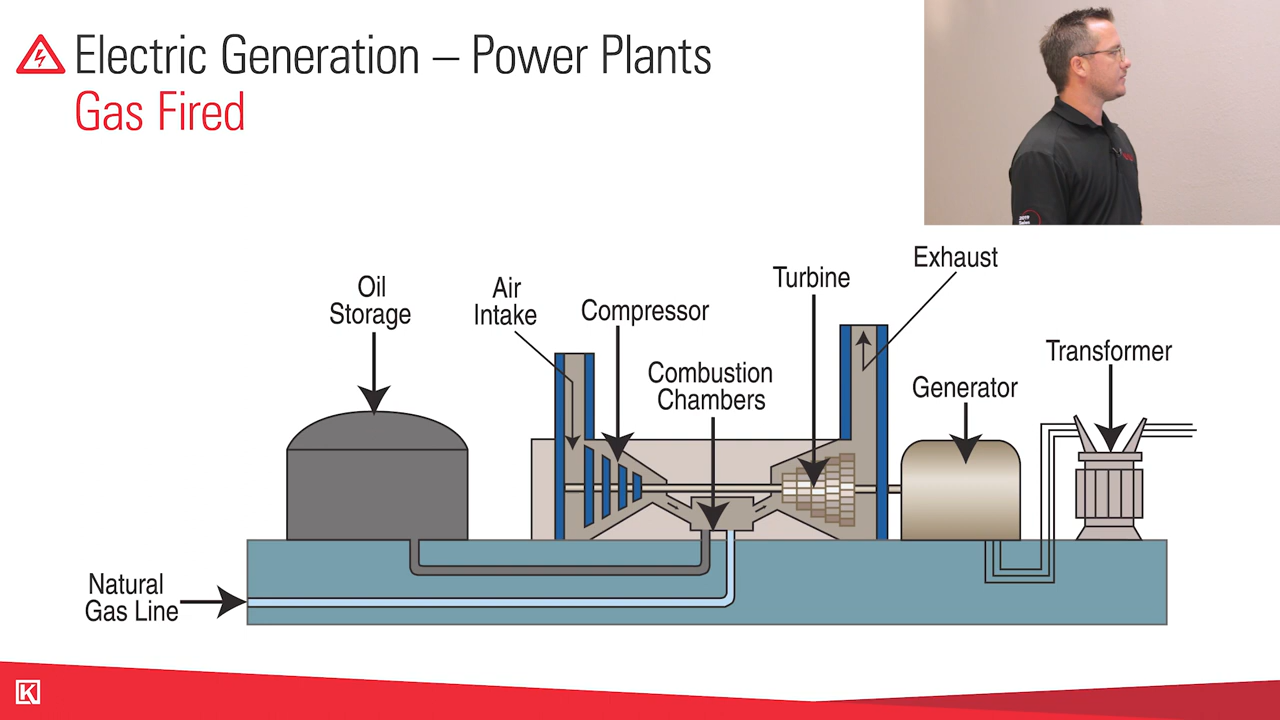 Electric Generation – Power Plants
Gas Fired
Oil
Storage
Air
Intake
Compressor
Combustion
Chambers
Turbine
Exhaust
Generator
Transformer
Natural
Gas Line
K